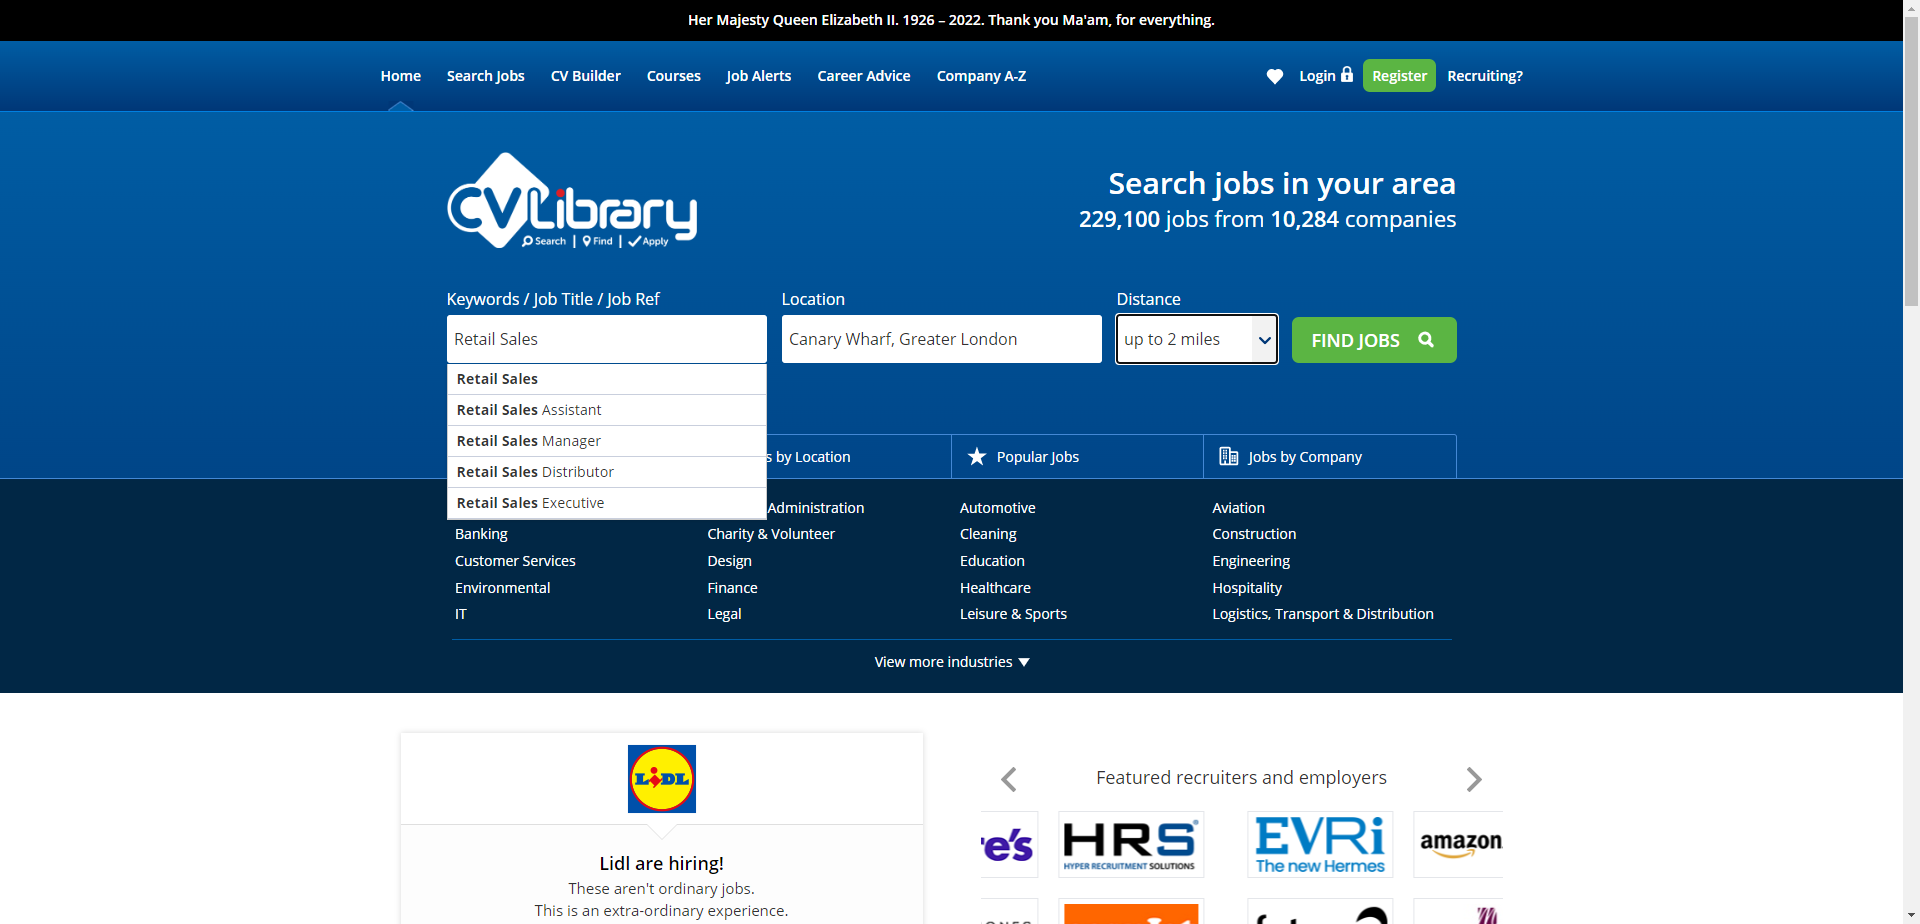 Her Majesty Queen Elizabeth II. 1926 – 2022. Thank you Ma'am, for everything.
Home Search Jobs CV Builder Courses Job Alerts Career Advice Company A-Z Login Register Recruiting?
CVLibrary
Search | Find | Apply
Search jobs in your area
229,100 jobs from 10,284 companies
Keywords / Job Title / Job Ref Location Distance
Retail Sales Canary Wharf, Greater London up to 2 miles FIND JOBS
Retail Sales
Retail Sales Assistant
Retail Sales Manager
Retail Sales Distributor
Retail Sales Executive
s by Location Popular Jobs Jobs by Company
Administration Automotive Aviation
Banking Charity & Volunteer Cleaning Construction
Customer Services Design Education Engineering
Environmental Finance Healthcare Hospitality
IT Legal Leisure & Sports Logistics, Transport & Distribution
View more industries
LIDL
Lidl are hiring!
These aren't ordinary jobs.
This is an extra-ordinary experience.
Featured recruiters and employers
e's
HRS
HYPER RECRUITMENT SOLUTIONS
EVRi
The new Hermes
amazon